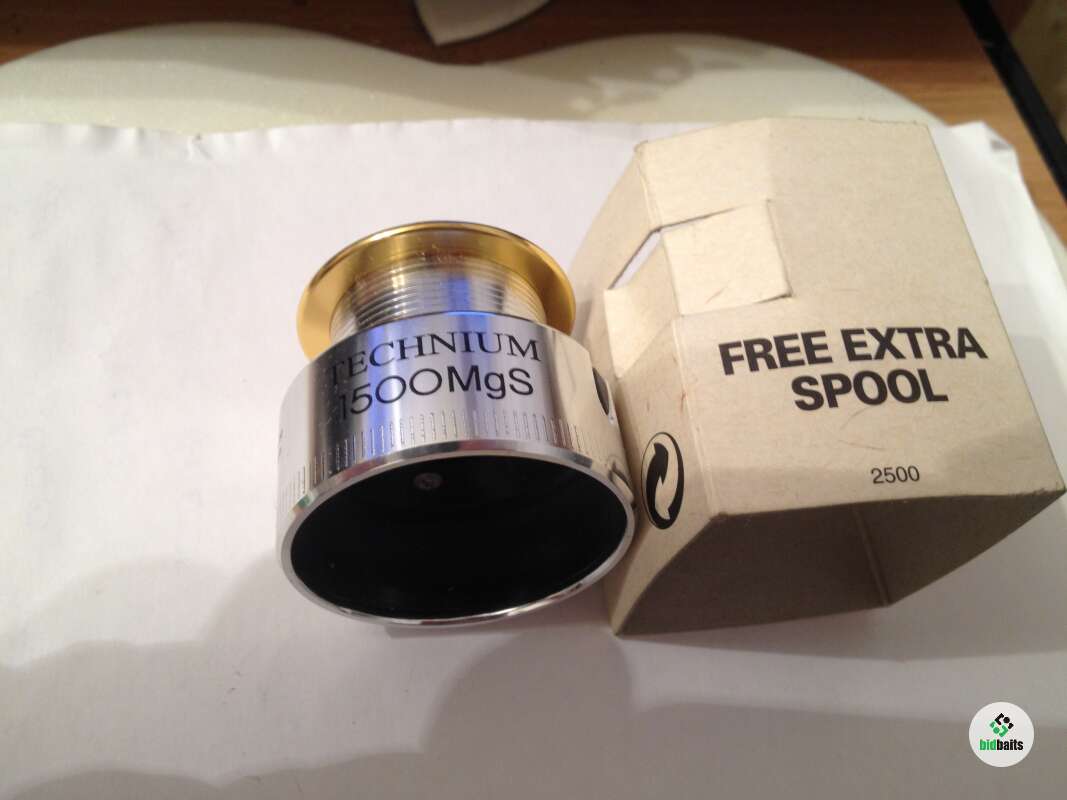 TECHNIUM
1500MgS
FREE EXTRA
SPOOL
2500
bidbaits